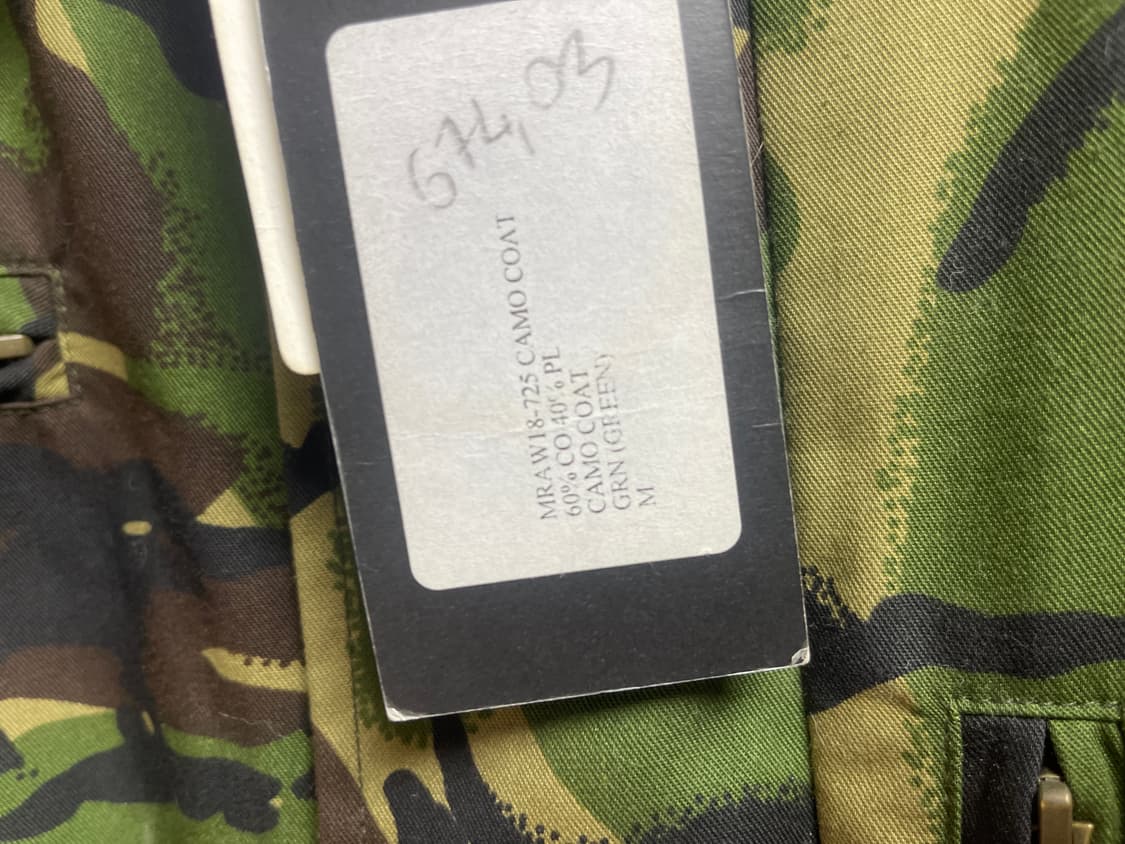 674,03
MRAW18-725 CAMO COAT
60% CO 40% PL
CAMO COAT
GRN (GREEN)
M